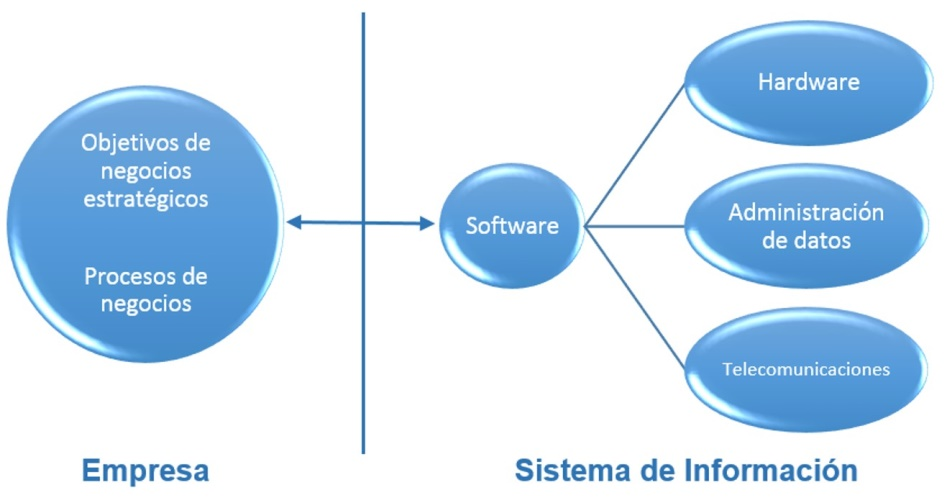 Objetivos de
negocios
estratégicos
Procesos de
negocios
Software
Hardware
Administración
de datos
Telecomunicaciones
Empresa
Sistema de Información